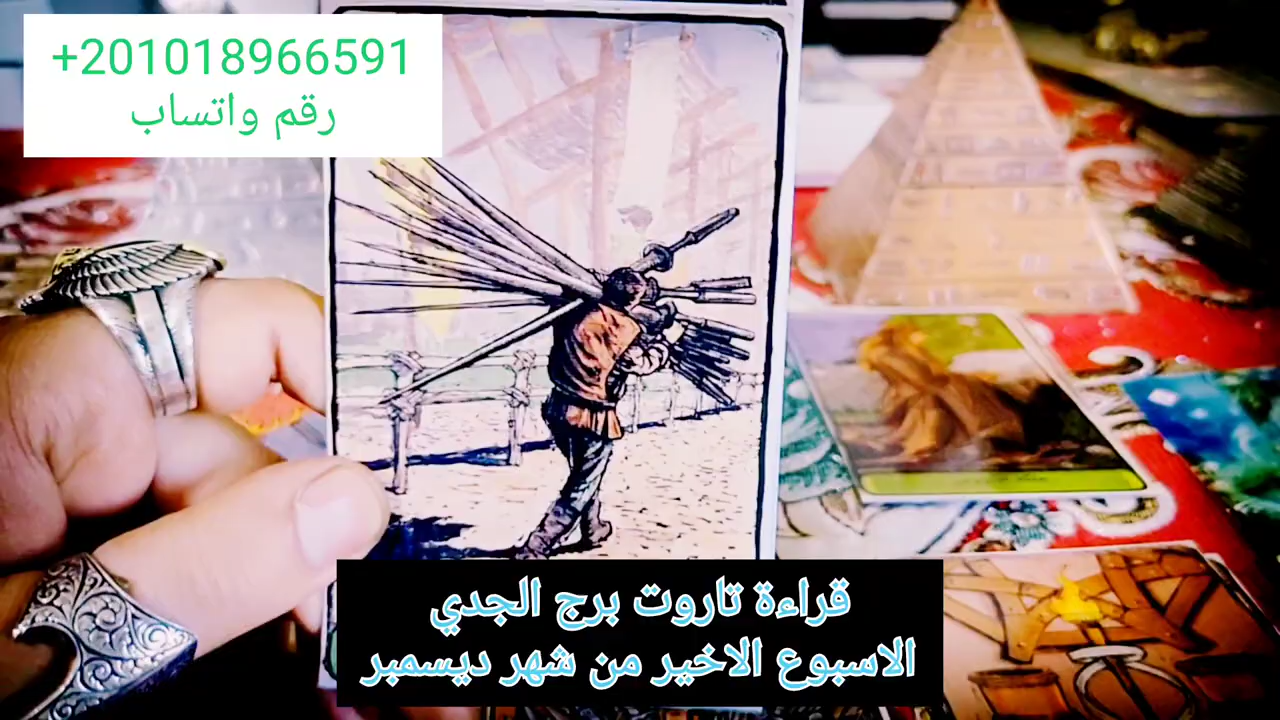 +201018966591
رقم واتساب
قراءة تاروت برج الجدي
الاسبوع الاخير من شهر ديسمبر